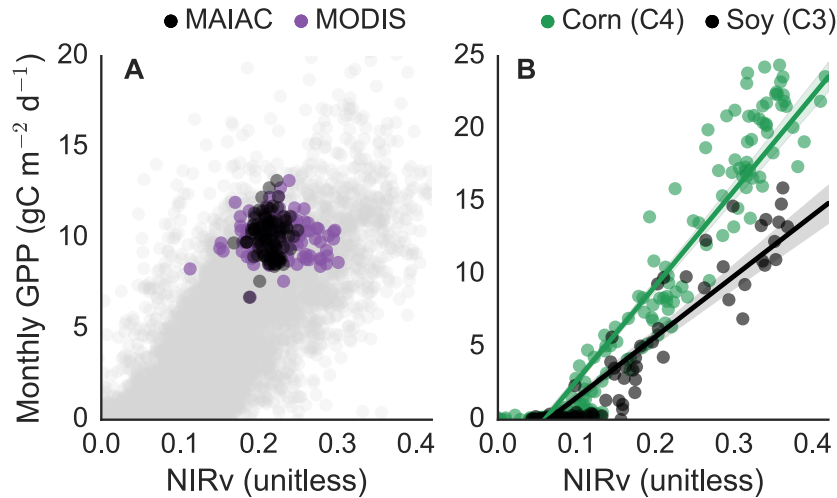 MAIAC MODIS
Corn (C4) Soy (C3)
A
B
Monthly GPP (gC m⁻² d⁻¹)
20
15
10
5
0
0.0 0.1 0.2 0.3 0.4
NIRv (unitless)
25
20
15
10
5
0
0.0 0.1 0.2 0.3 0.4
NIRv (unitless)